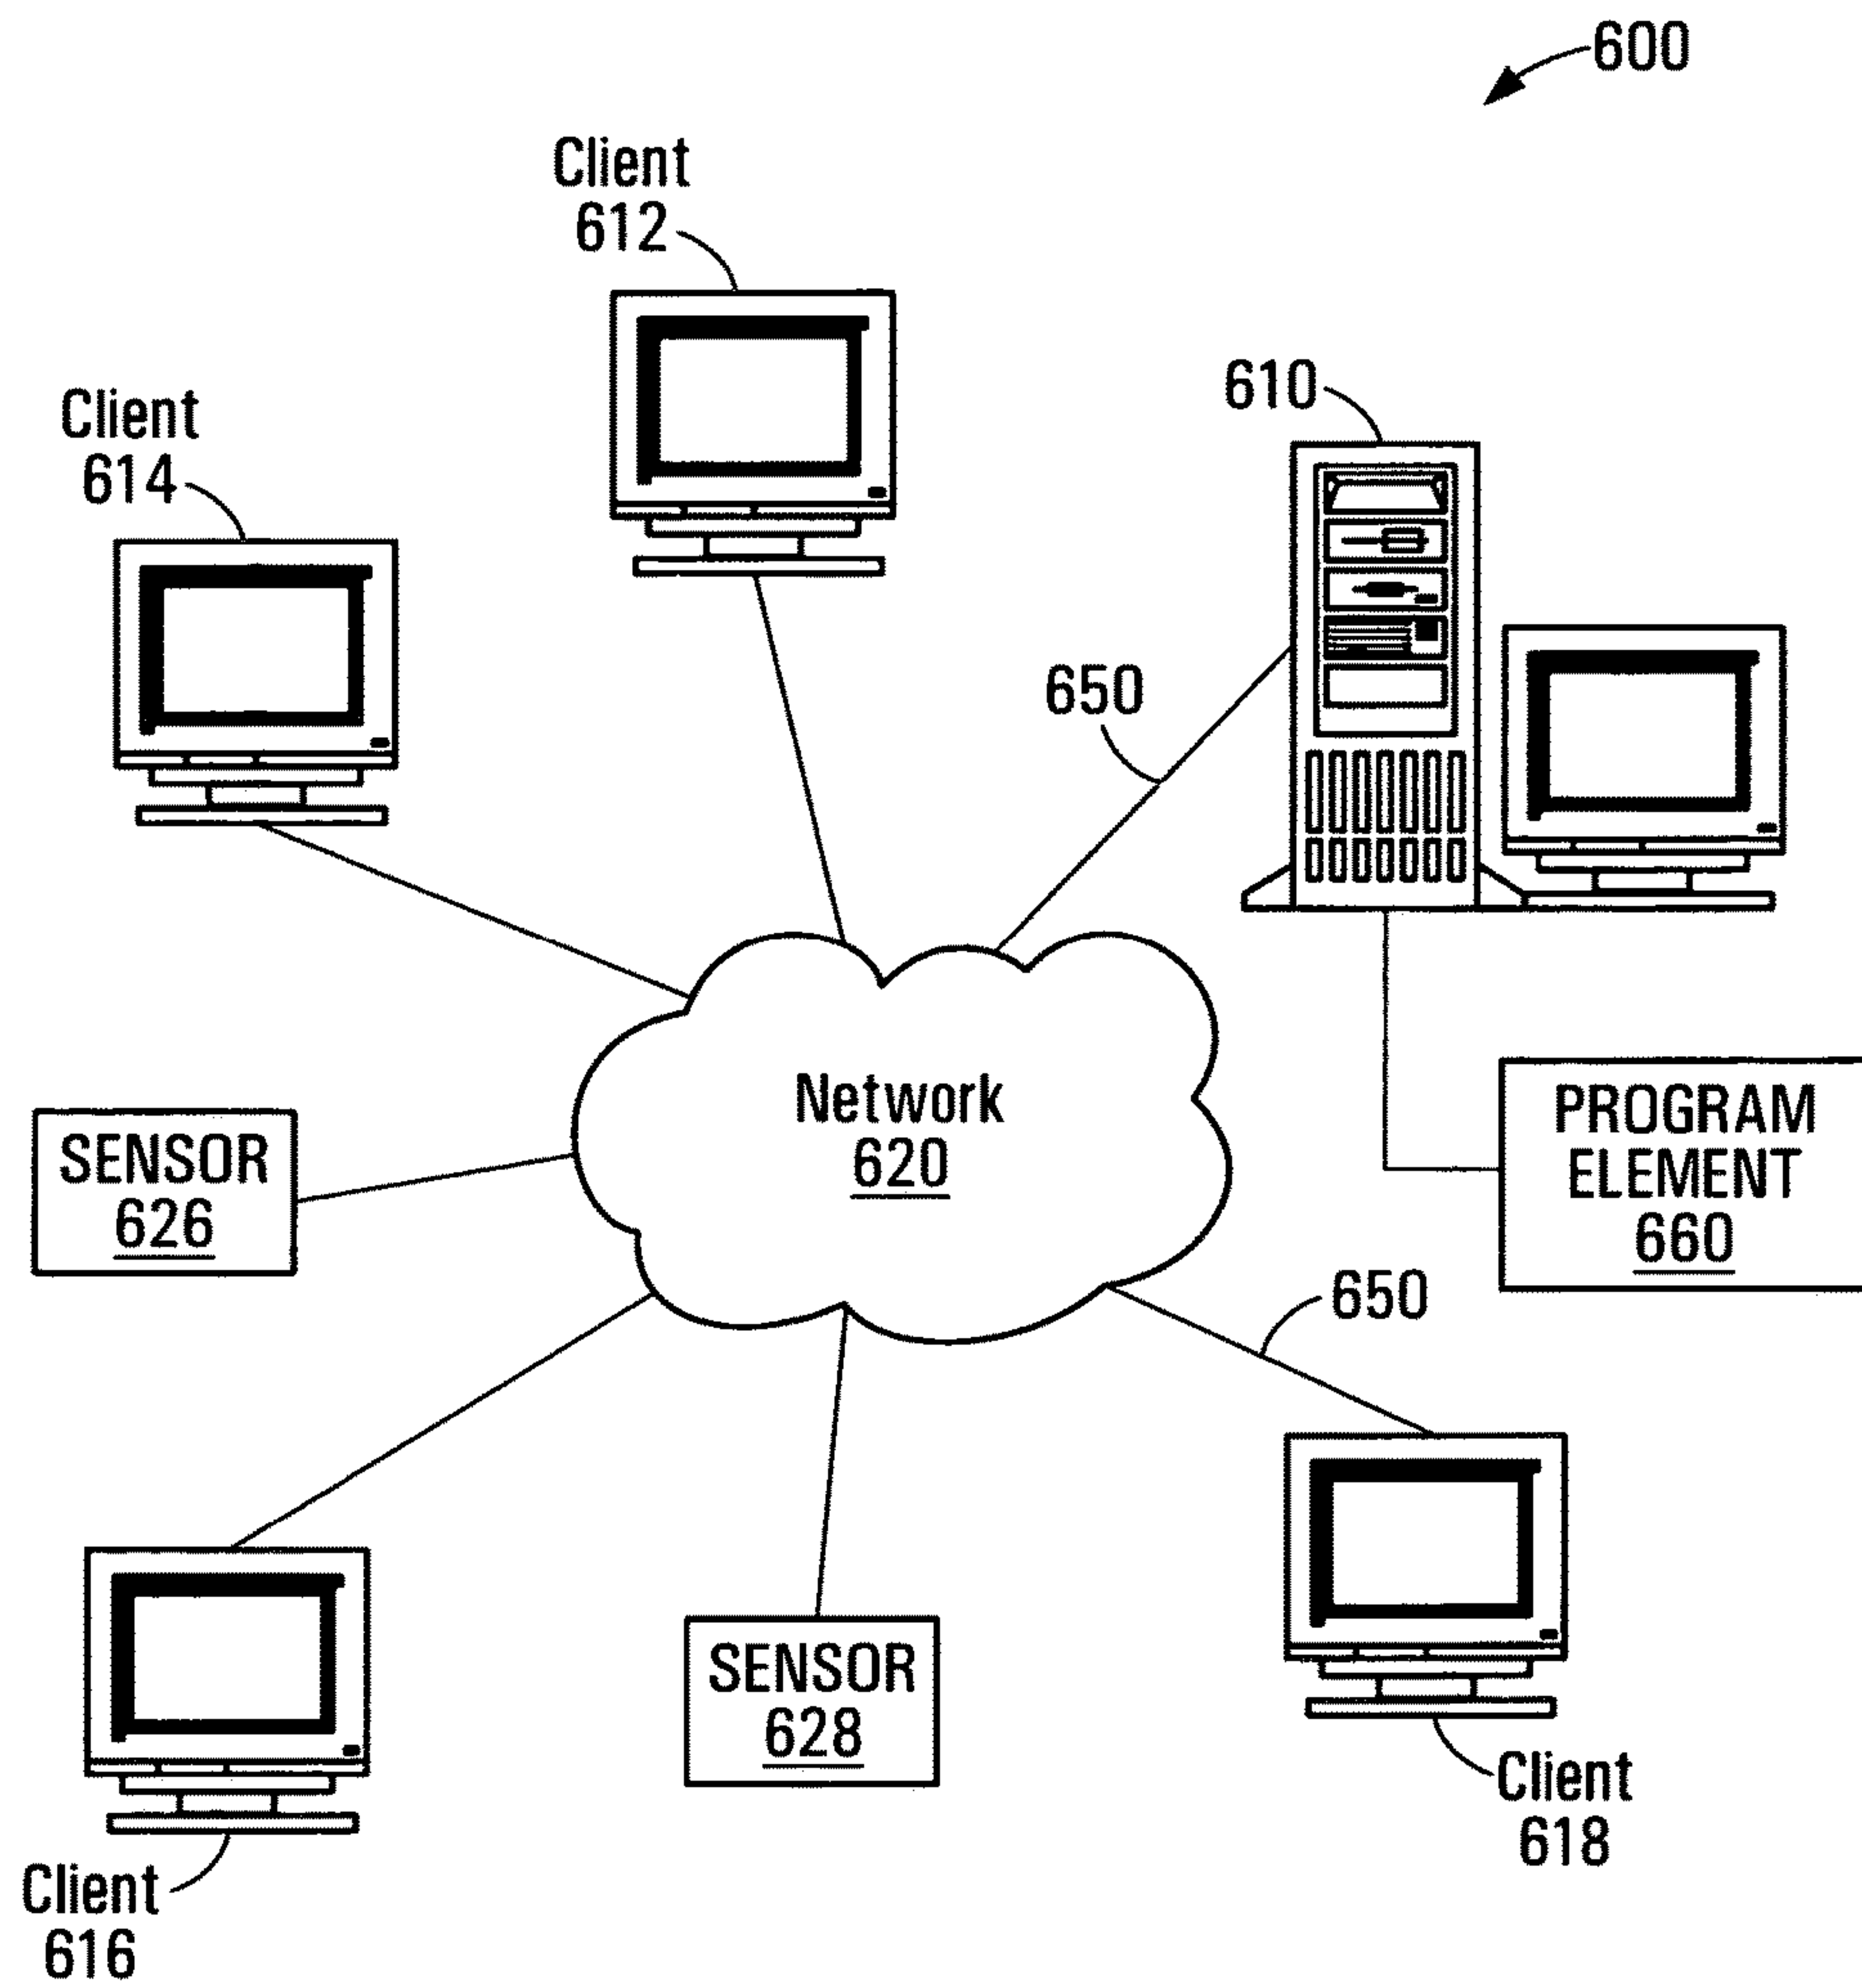 600
Client
612
610
Client
614
650
Network
620
PROGRAM
ELEMENT
660
SENSOR
626
650
SENSOR
628
Client
618
Client
616